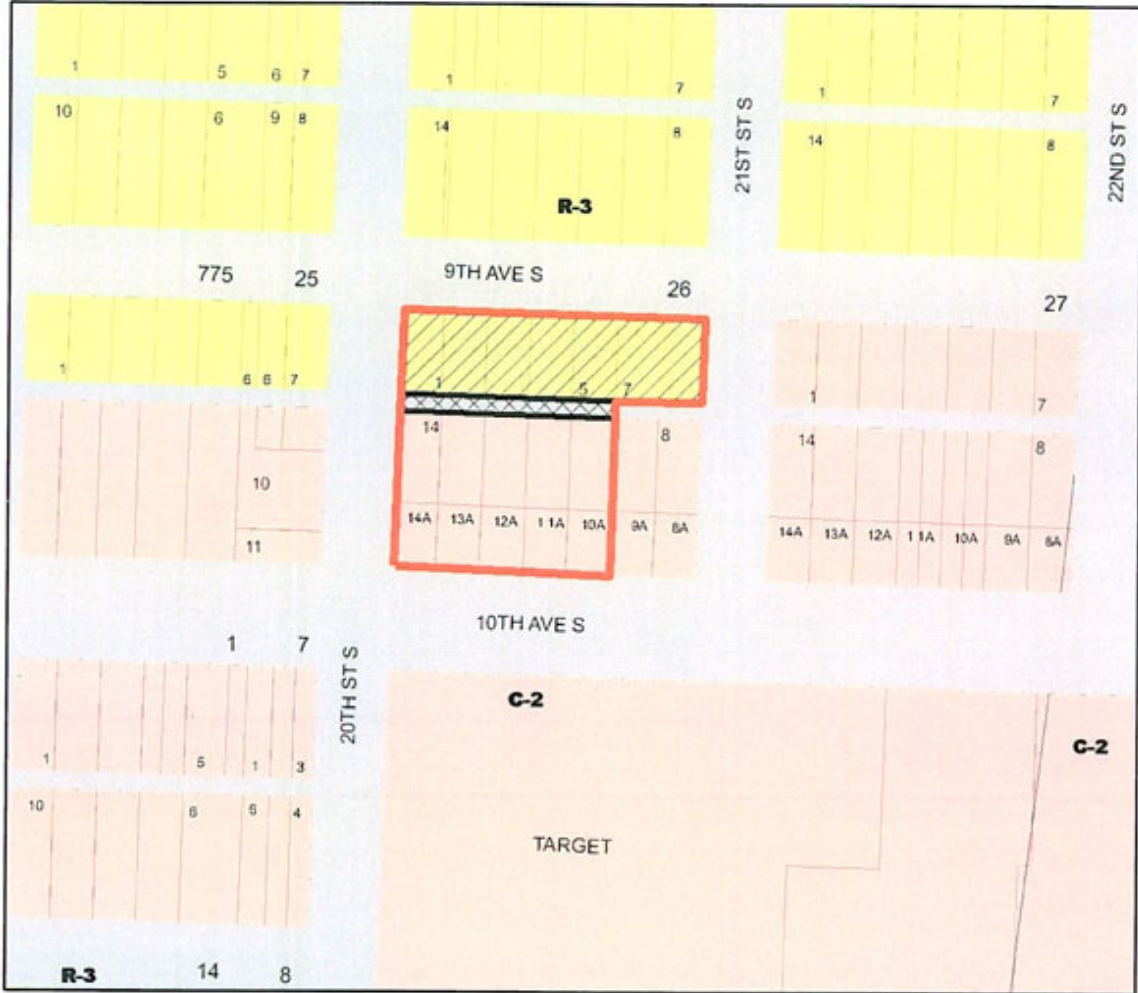 1 5 6 7
1 7
1 7
10 6 9 8
14 8
14 8
21ST ST S
22ND ST S
R-3
775 25
9TH AVE S
26
27
1 6 6 7
1 5 7
1 7
14 8
14 8
10
11
14A 13A 12A 11A 10A 9A 8A
14A 13A 12A 11A 10A 9A 8A
10TH AVE S
1 7
20TH ST S
C-2
C-2
1 5 1 3
10 6 6 4
TARGET
R-3 14 8